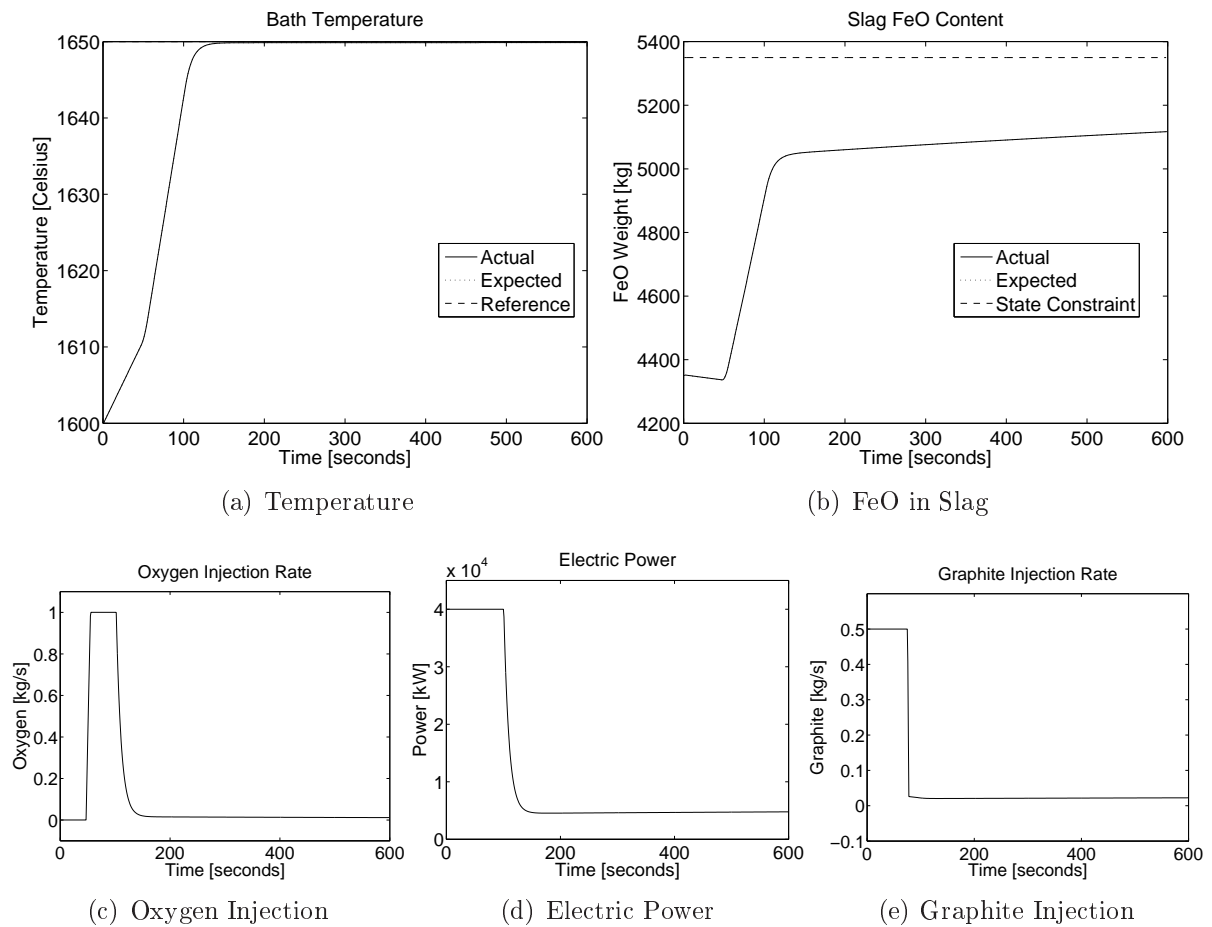 Bath Temperature
1650
1640
1630
1620
1610
1600
Temperature [Celsius]
Actual
Expected
Reference
0 100 200 300 400 500 600
Time [seconds]
(a) Temperature
Slag FeO Content
5400
5200
5000
4800
4600
4400
4200
FeO Weight [kg]
Actual
Expected
State Constraint
0 100 200 300 400 500 600
Time [seconds]
(b) FeO in Slag
Oxygen Injection Rate
1
0.8
0.6
0.4
0.2
0
Oxygen [kg/s]
0 200 400 600
Time [seconds]
(c) Oxygen Injection
Electric Power
x 10^4
4
3
2
1
0
Power [kW]
0 200 400 600
Time [seconds]
(d) Electric Power
Graphite Injection Rate
0.5
0.4
0.3
0.2
0.1
0
−0.1
Graphite [kg/s]
0 200 400 600
Time [seconds]
(e) Graphite Injection